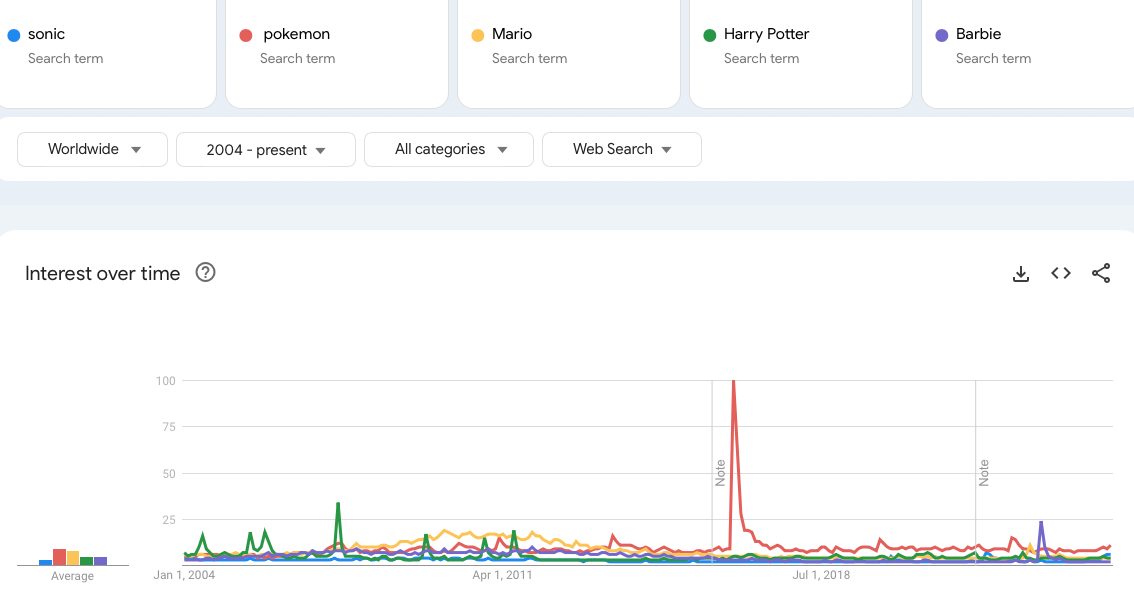 sonic
Search term
pokemon
Search term
Mario
Search term
Harry Potter
Search term
Barbie
Search term
Worldwide
2004 - present
All categories
Web Search
Interest over time
?
100
75
50
25
Note
Note
Average
Jan 1, 2004
Apr 1, 2011
Jul 1, 2018